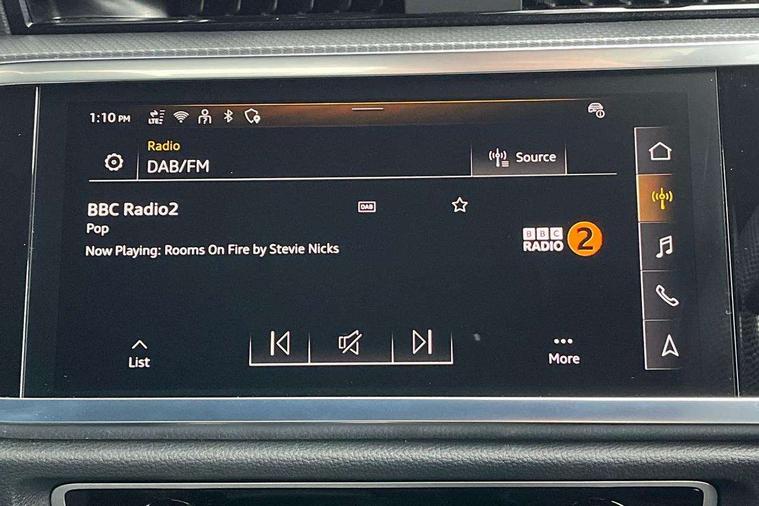 1:10 PM
LTE
Radio
DAB/FM
Source
BBC Radio2
DAB
Pop
Now Playing: Rooms On Fire by Stevie Nicks
BBC
RADIO 2
List
More